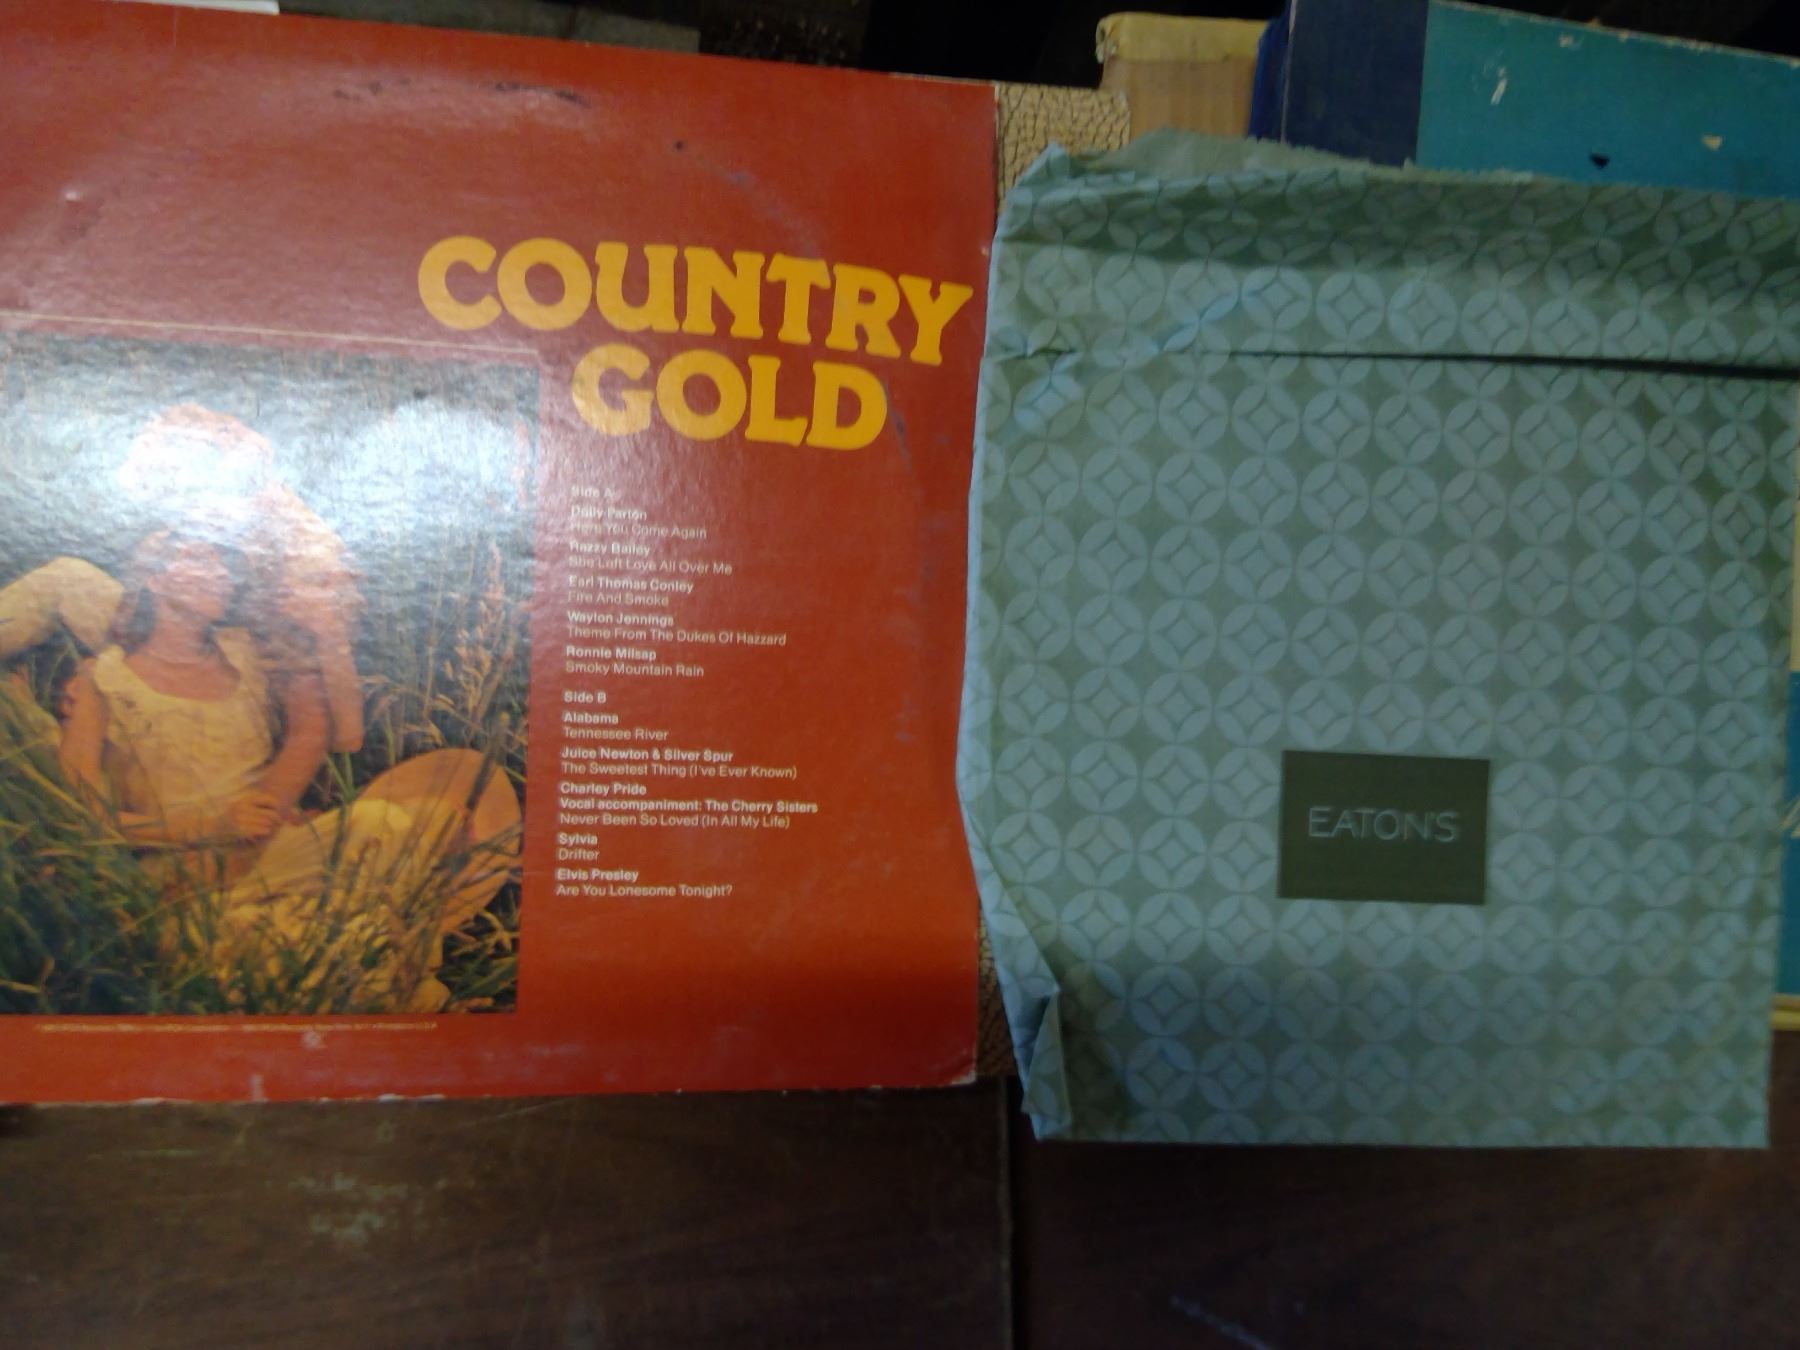 COUNTRY
GOLD
Side A
Dolly Parton
Here You Come Again
Razzy Bailey
She Left Love All Over Me
Earl Thomas Conley
Fire And Smoke
Waylon Jennings
Theme From The Dukes Of Hazzard
Ronnie Milsap
Smoky Mountain Rain
Side B
Alabama
Tennessee River
Juice Newton & Silver Spur
The Sweetest Thing (I've Ever Known)
Charley Pride
Vocal accompaniment: The Cherry Sisters
Never Been So Loved (In All My Life)
Sylvia
Drifter
Elvis Presley
Are You Lonesome Tonight?
EATON'S